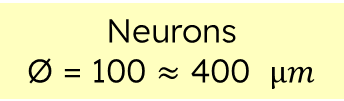 Neurons
Ø = 100 ≈ 400 μm